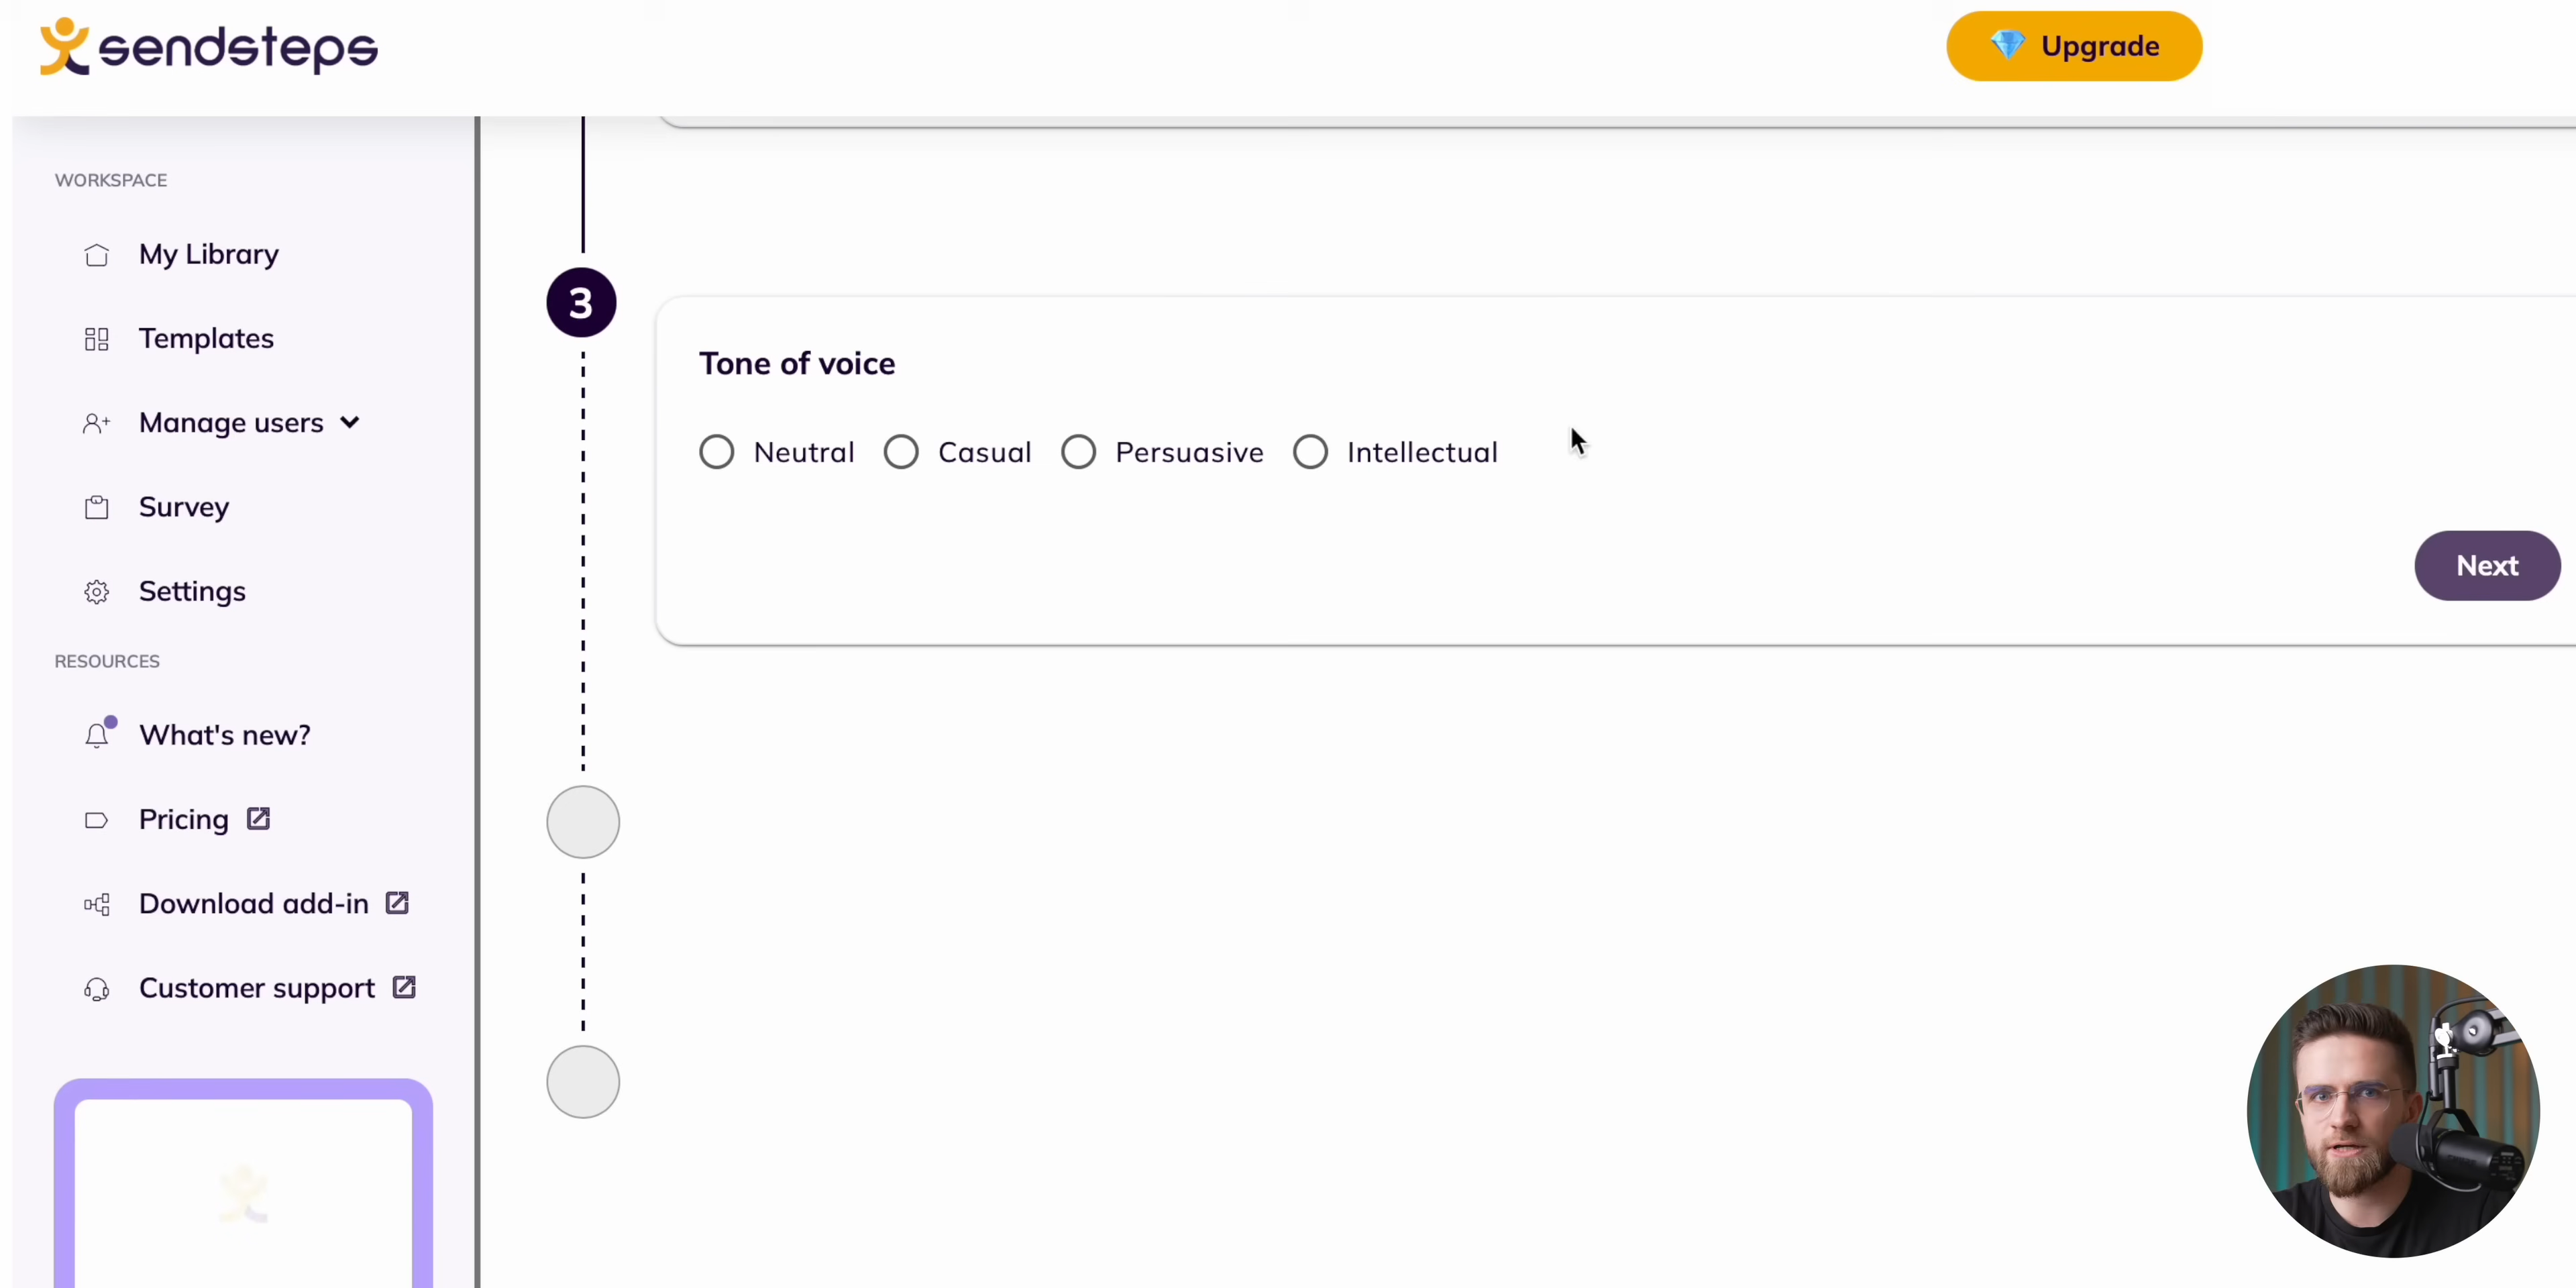 sendsteps
Upgrade
WORKSPACE
My Library
Templates
Manage users
Survey
Settings
RESOURCES
What's new?
Pricing
Download add-in
Customer support
3
Tone of voice
Neutral Casual Persuasive Intellectual
Next